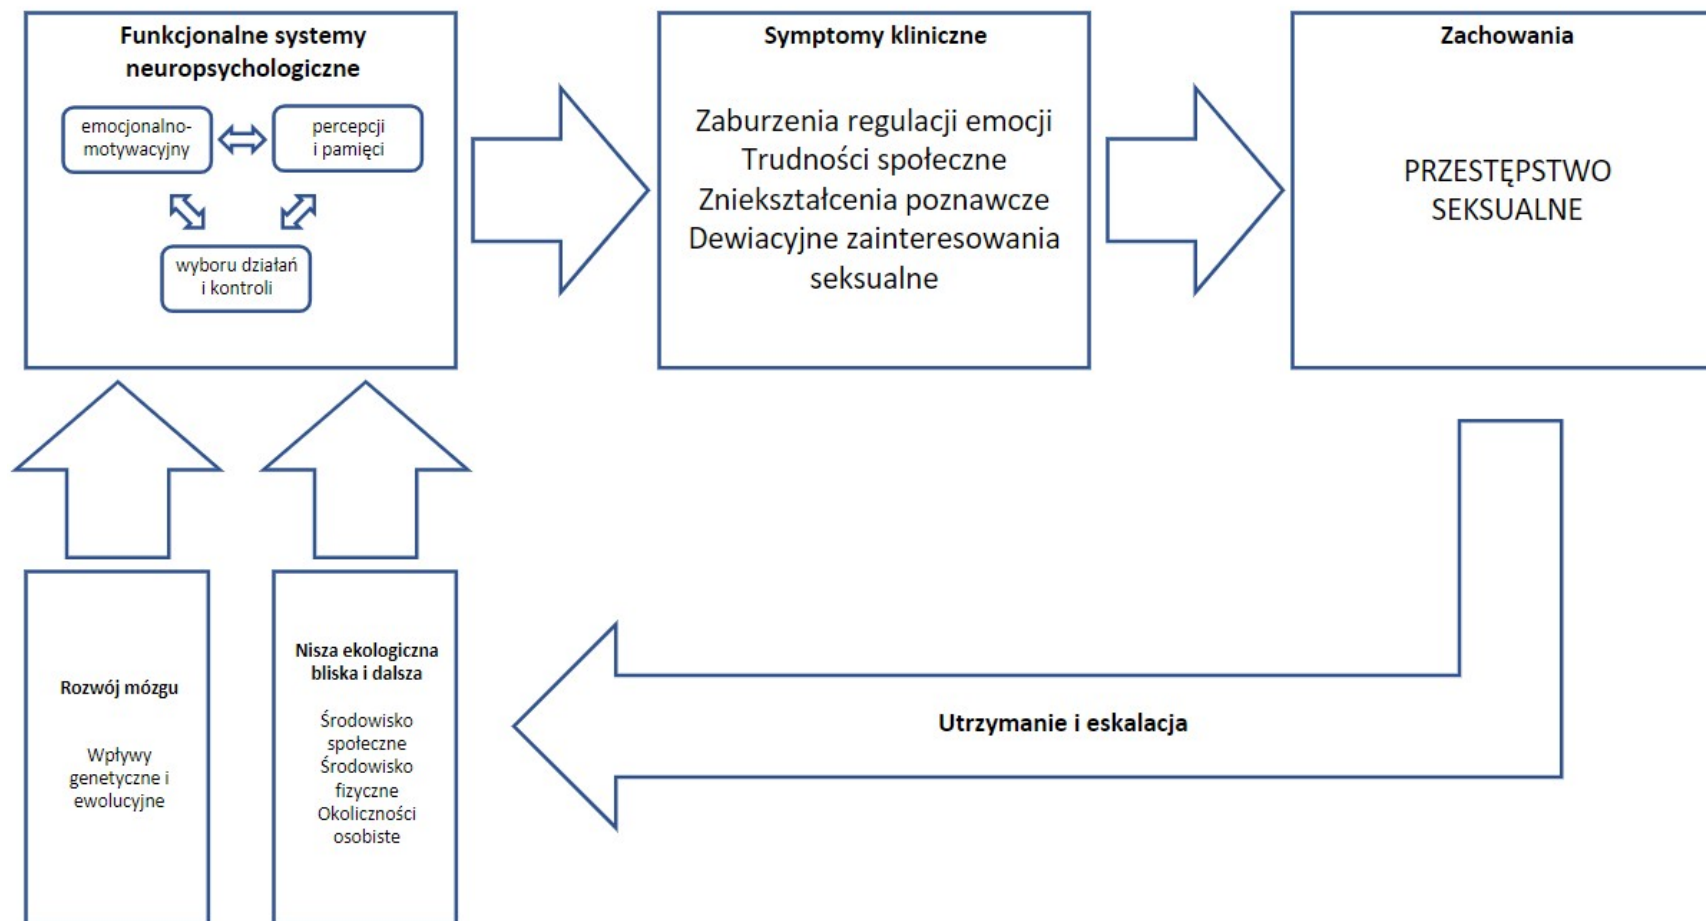 Funkcjonalne systemy
neuropsychologiczne
emocjonalno-
motywacyjny
percepcji
i pamięci
wyboru działań
i kontroli
Symptomy kliniczne
Zaburzenia regulacji emocji
Trudności społeczne
Zniekształcenia poznawcze
Dewiacyjne zainteresowania
seksualne
Zachowania
PRZESTĘPSTWO
SEKSUALNE
Rozwój mózgu
Wpływy
genetyczne i
ewolucyjne
Nisza ekologiczna
bliska i dalsza
Środowisko
społeczne
Środowisko
fizyczne
Okoliczności
osobiste
Utrzymanie i eskalacja